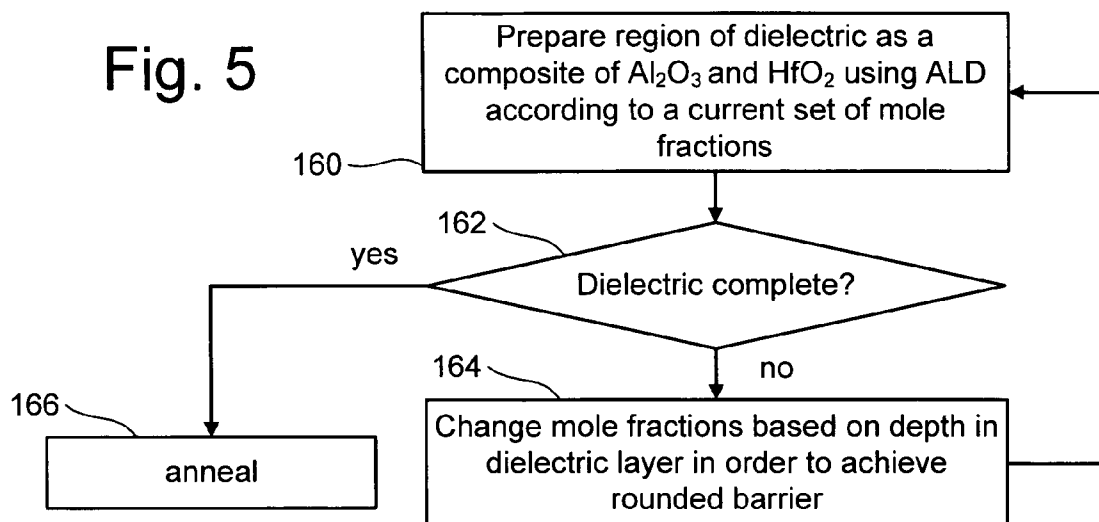 Fig. 5
Prepare region of dielectric as a
composite of Al₂O₃ and HfO₂ using ALD
according to a current set of mole
fractions
160
162
yes
Dielectric complete?
no
164
166
anneal
Change mole fractions based on depth in
dielectric layer in order to achieve
rounded barrier